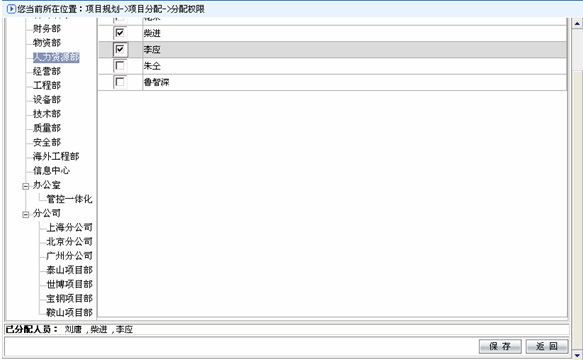 您当前所在位置：项目规划->项目分配->分配权限
财务部
物资部
人力资源部
经营部
工程部
设备部
技术部
质量部
安全部
海外工程部
信息中心
办公室
管控一体化
分公司
上海分公司
北京分公司
广州分公司
泰山项目部
世博项目部
宝钢项目部
鞍山项目部
柴进
李应
朱仝
鲁智深
已分配人员： 刘唐 ,柴进 ,李应
保 存
返 回